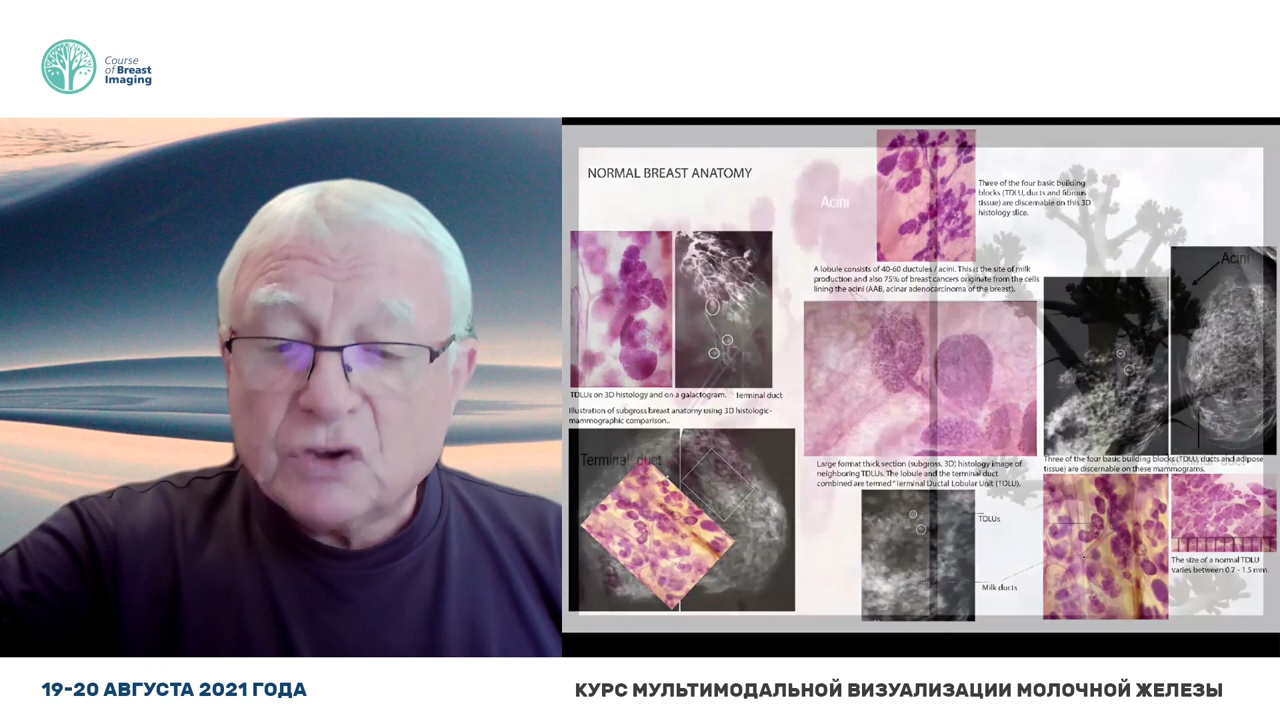 Course
of Breast
Imaging
NORMAL BREAST ANATOMY
Acini
Three of the four basic building
blocks (TDLU, ducts and fibrous
tissue) are discernable on this 3D
histology slice.
A lobule consists of 40-60 ductules / acini. This is the site of milk
production and also 75% of breast cancers originate from the cells
lining the acini (AAB, acinar adenocarcinoma of the breast).
Acini
TDLUs on 3D histology and on a galactogram.
Terminal duct
Illustration of subgross breast anatomy using 3D histologic-
mammographic comparison..
Terminal duct
Large format thick section (subgross, 3D) histology image of
neighboring TDLUs. The lobule and the terminal duct
combined are termed "Terminal Ductal Lobular Unit (TDLU).
Three of the four basic building blocks (TDLU, ducts and adipose
tissue) are discernable on these mammograms.
Terminal duct
TDLUs
Milk ducts
The size of a normal TDLU
varies between 0.7 - 1.5 mm.
19-20 АВГУСТА 2021 ГОДА
КУРС МУЛЬТИМОДАЛЬНОЙ ВИЗУАЛИЗАЦИИ МОЛОЧНОЙ ЖЕЛЕЗЫ